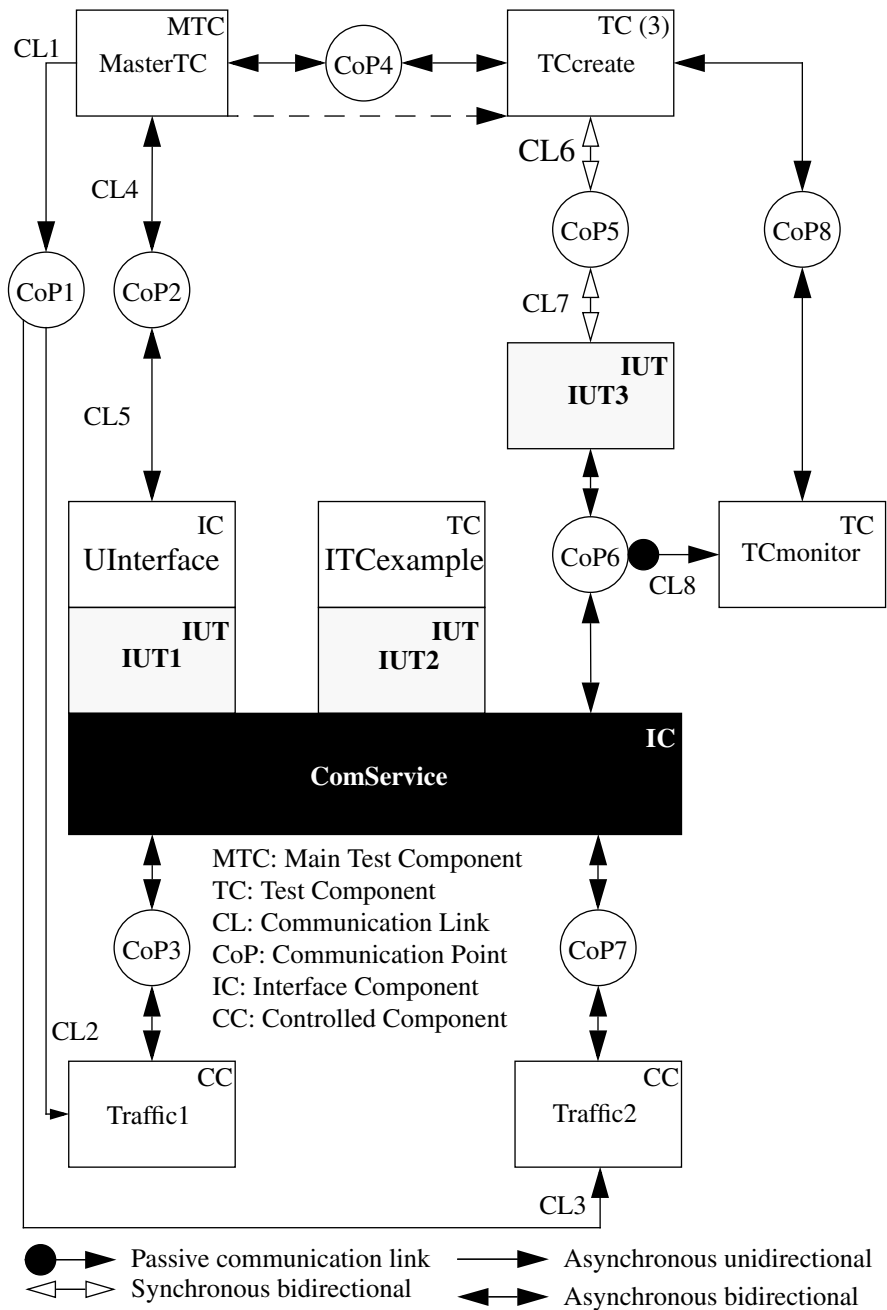 MTC
TC (3)
CL1
MasterTC
CoP4
TCcreate
CL6
CL4
CoP5
CoP8
CoP1
CoP2
CL7
IUT
IUT3
CL5
IC
UInterface
TC
ITCexample
CoP6
TC
TCmonitor
CL8
IUT
IUT1
IUT
IUT2
IC
ComService
MTC: Main Test Component
TC: Test Component
CL: Communication Link
CoP: Communication Point
IC: Interface Component
CC: Controlled Component
CoP3
CoP7
CL2
CC
Traffic1
CC
Traffic2
CL3
Passive communication link
Asynchronous unidirectional
Synchronous bidirectional
Asynchronous bidirectional